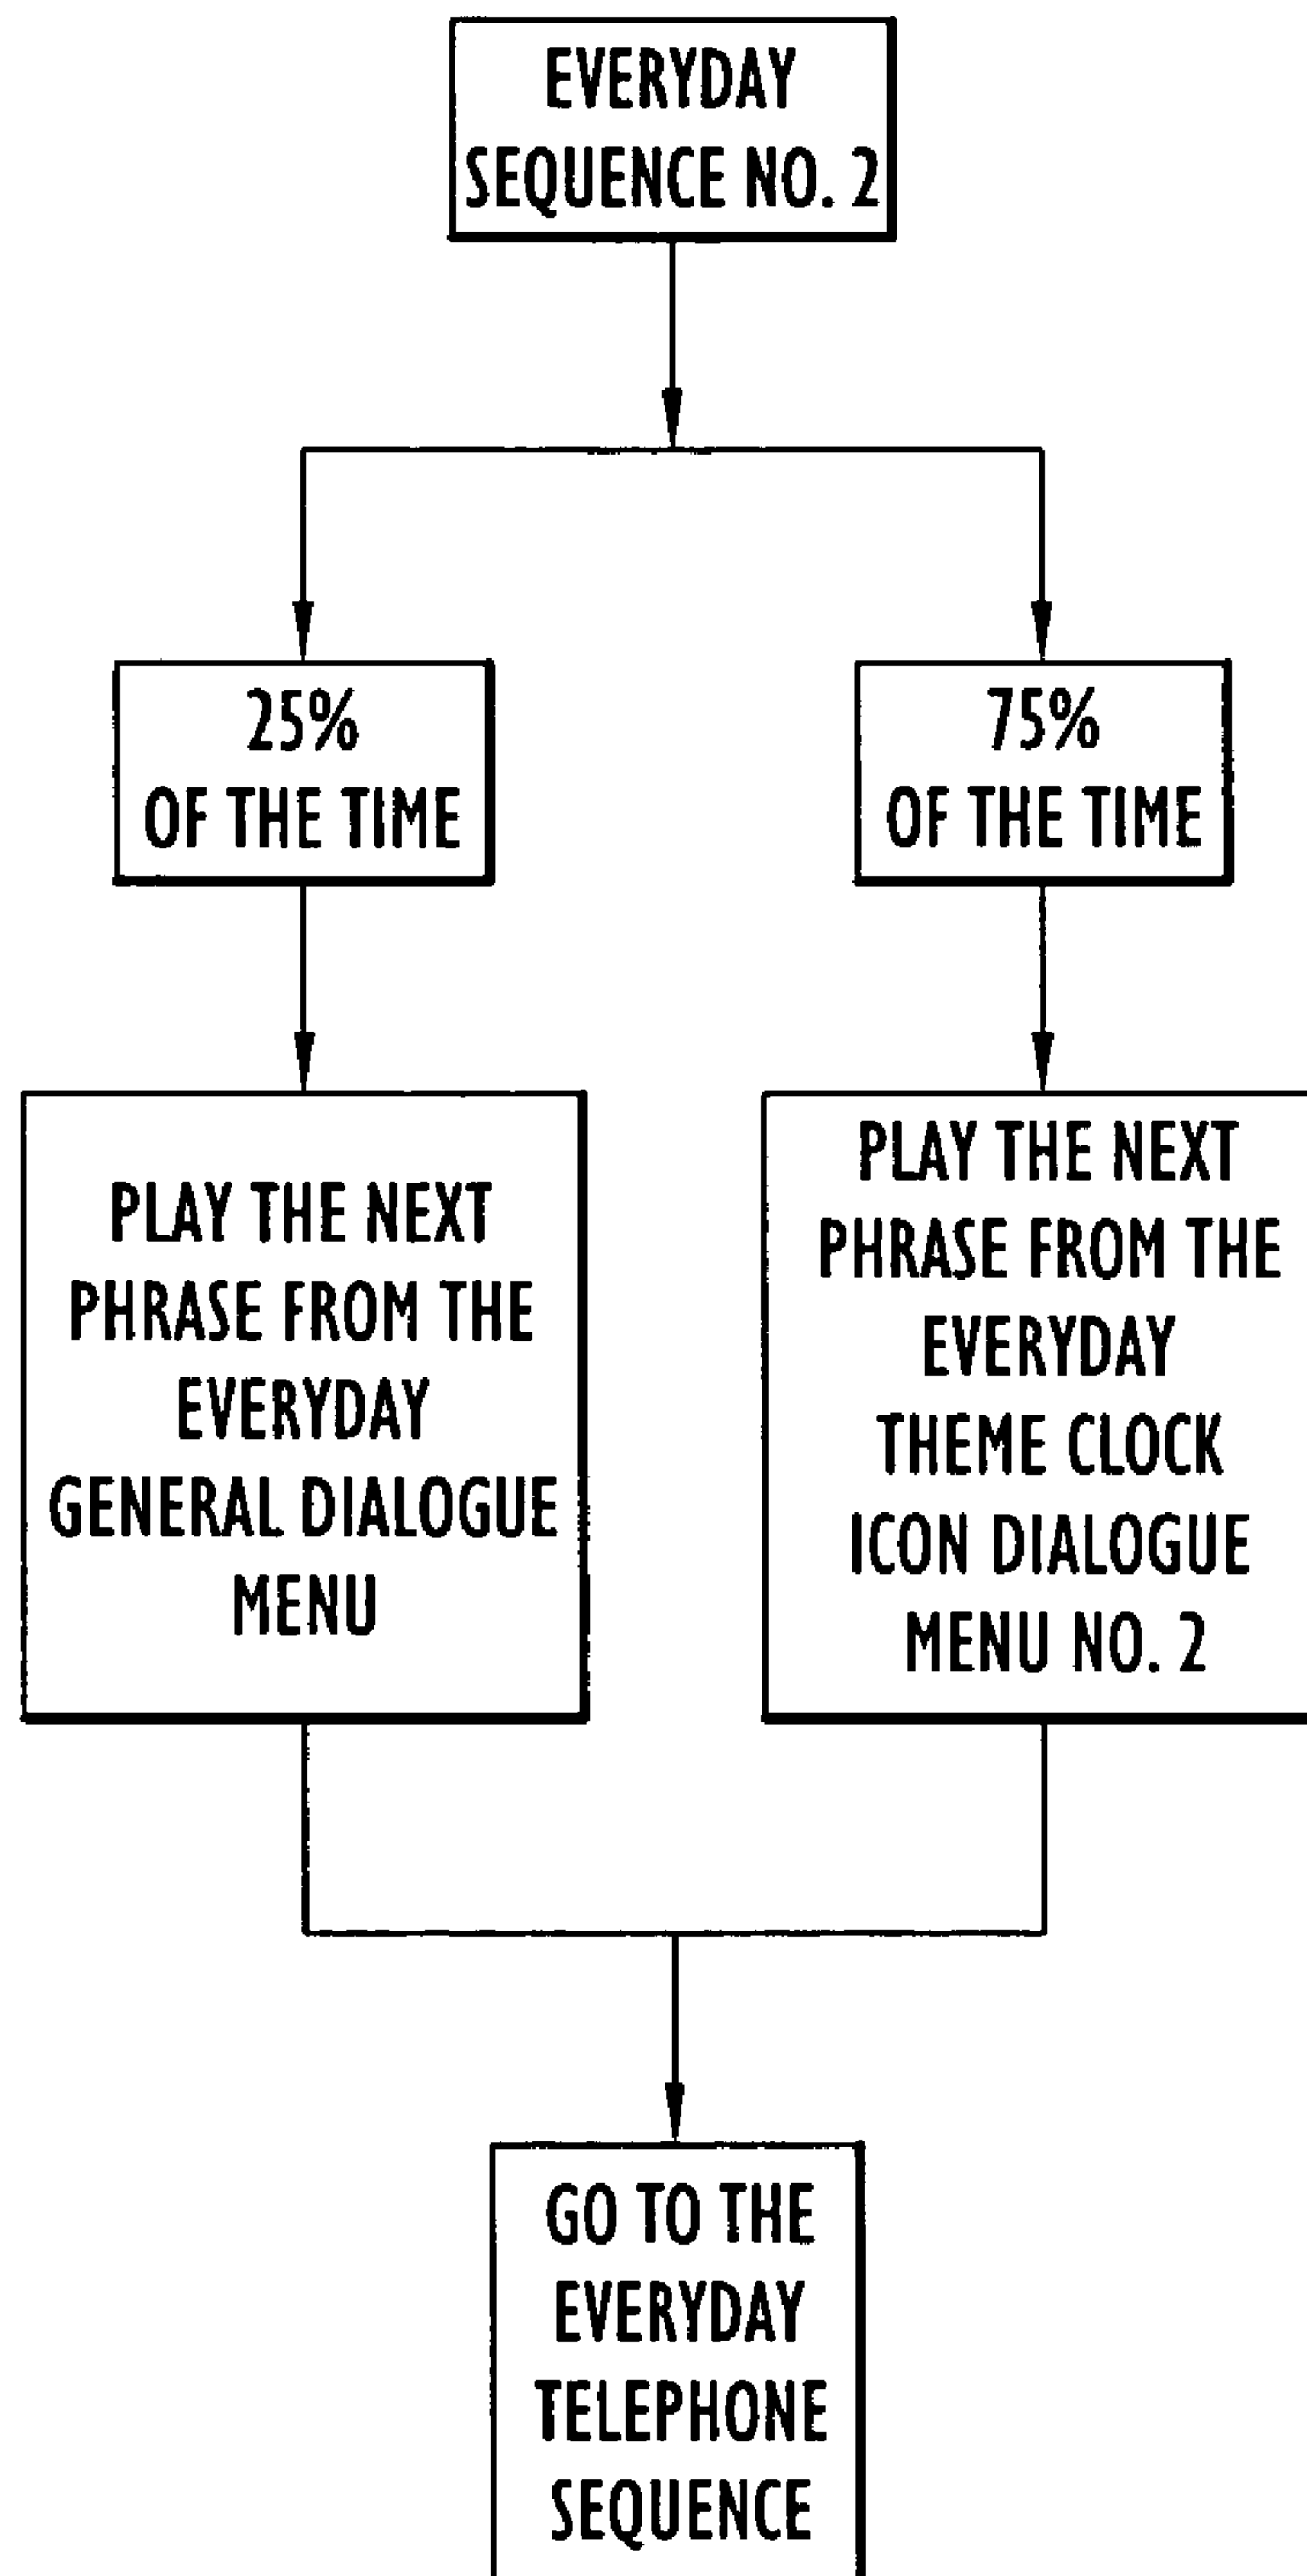 EVERYDAY
SEQUENCE NO. 2
25%
OF THE TIME
75%
OF THE TIME
PLAY THE NEXT
PHRASE FROM THE
EVERYDAY
GENERAL DIALOGUE
MENU
PLAY THE NEXT
PHRASE FROM THE
EVERYDAY
THEME CLOCK
ICON DIALOGUE
MENU NO. 2
GO TO THE
EVERYDAY
TELEPHONE
SEQUENCE